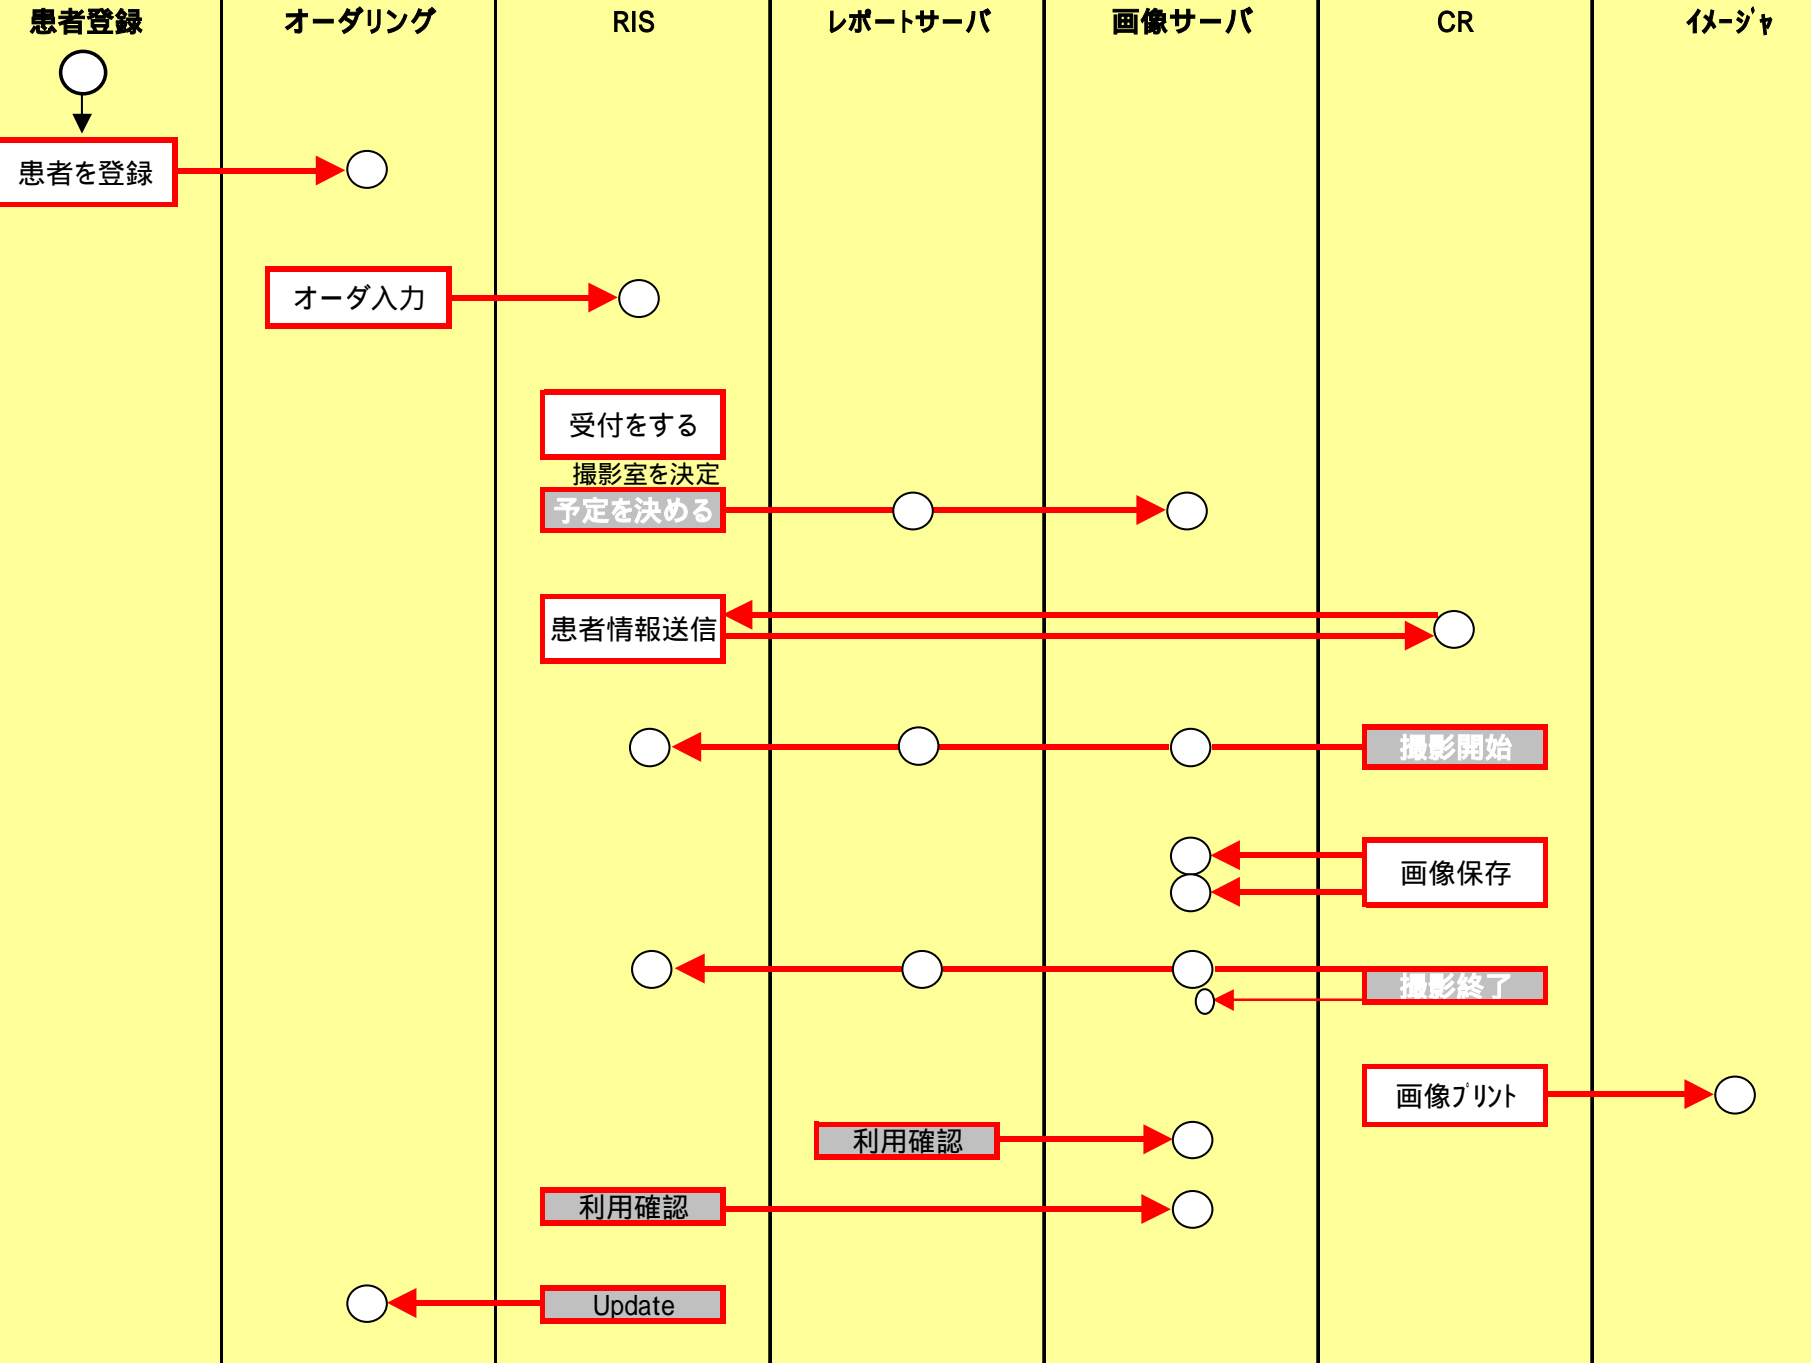 患者登録
オーダリング
RIS
レポートサーバ
画像サーバ
CR
イメージャ
患者を登録
オーダ入力
受付をする
撮影室を決定
予定を決める
患者情報送信
撮影開始
画像保存
撮影終了
画像プリント
利用確認
利用確認
Update